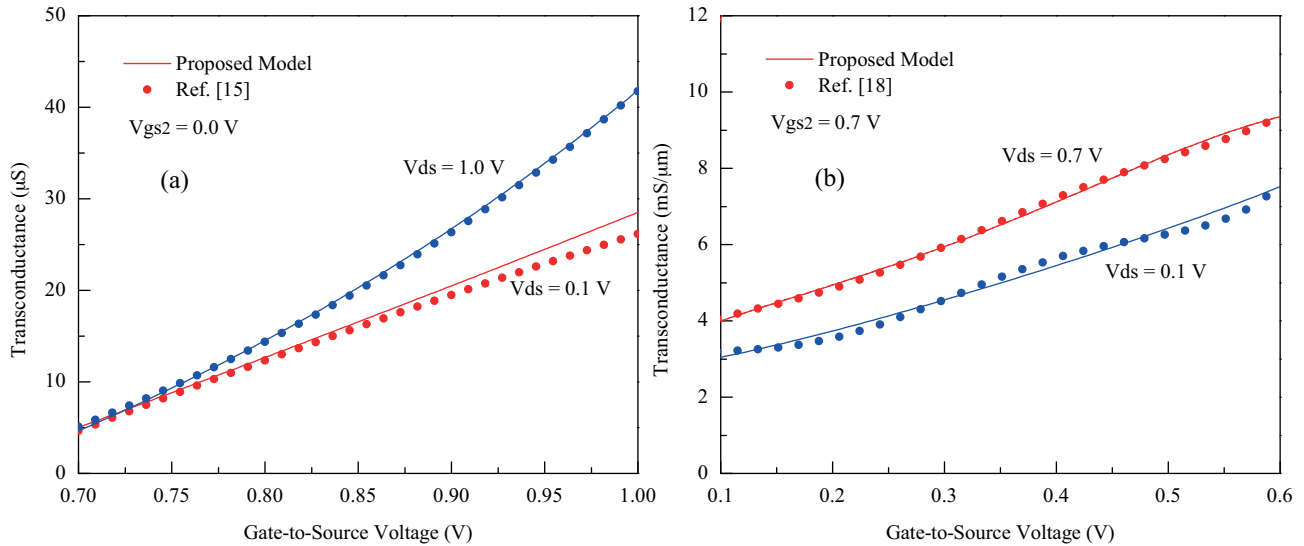 50
40
30
20
10
0
Transconductance (μS)
Proposed Model
Ref. [15]
Vgs2 = 0.0 V
(a)
Vds = 1.0 V
Vds = 0.1 V
0.70 0.75 0.80 0.85 0.90 0.95 1.00
Gate-to-Source Voltage (V)
12
10
8
6
4
2
0
Transconductance (mS/μm)
Proposed Model
Ref. [18]
Vgs2 = 0.7 V
Vds = 0.7 V
(b)
Vds = 0.1 V
0.1 0.2 0.3 0.4 0.5 0.6
Gate-to-Source Voltage (V)